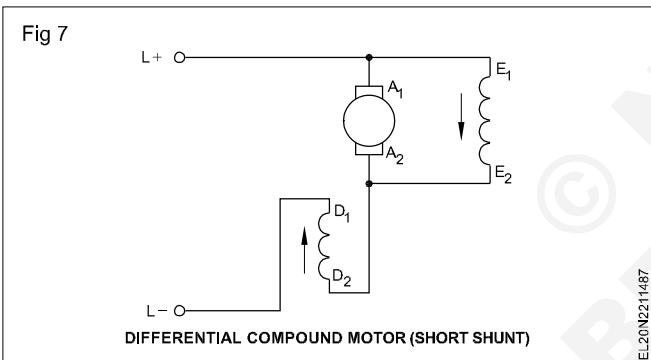 Fig 7
L+
A1
E1
A2
E2
D1
D2
L−
DIFFERENTIAL COMPOUND MOTOR (SHORT SHUNT)
EL20N2211487
©